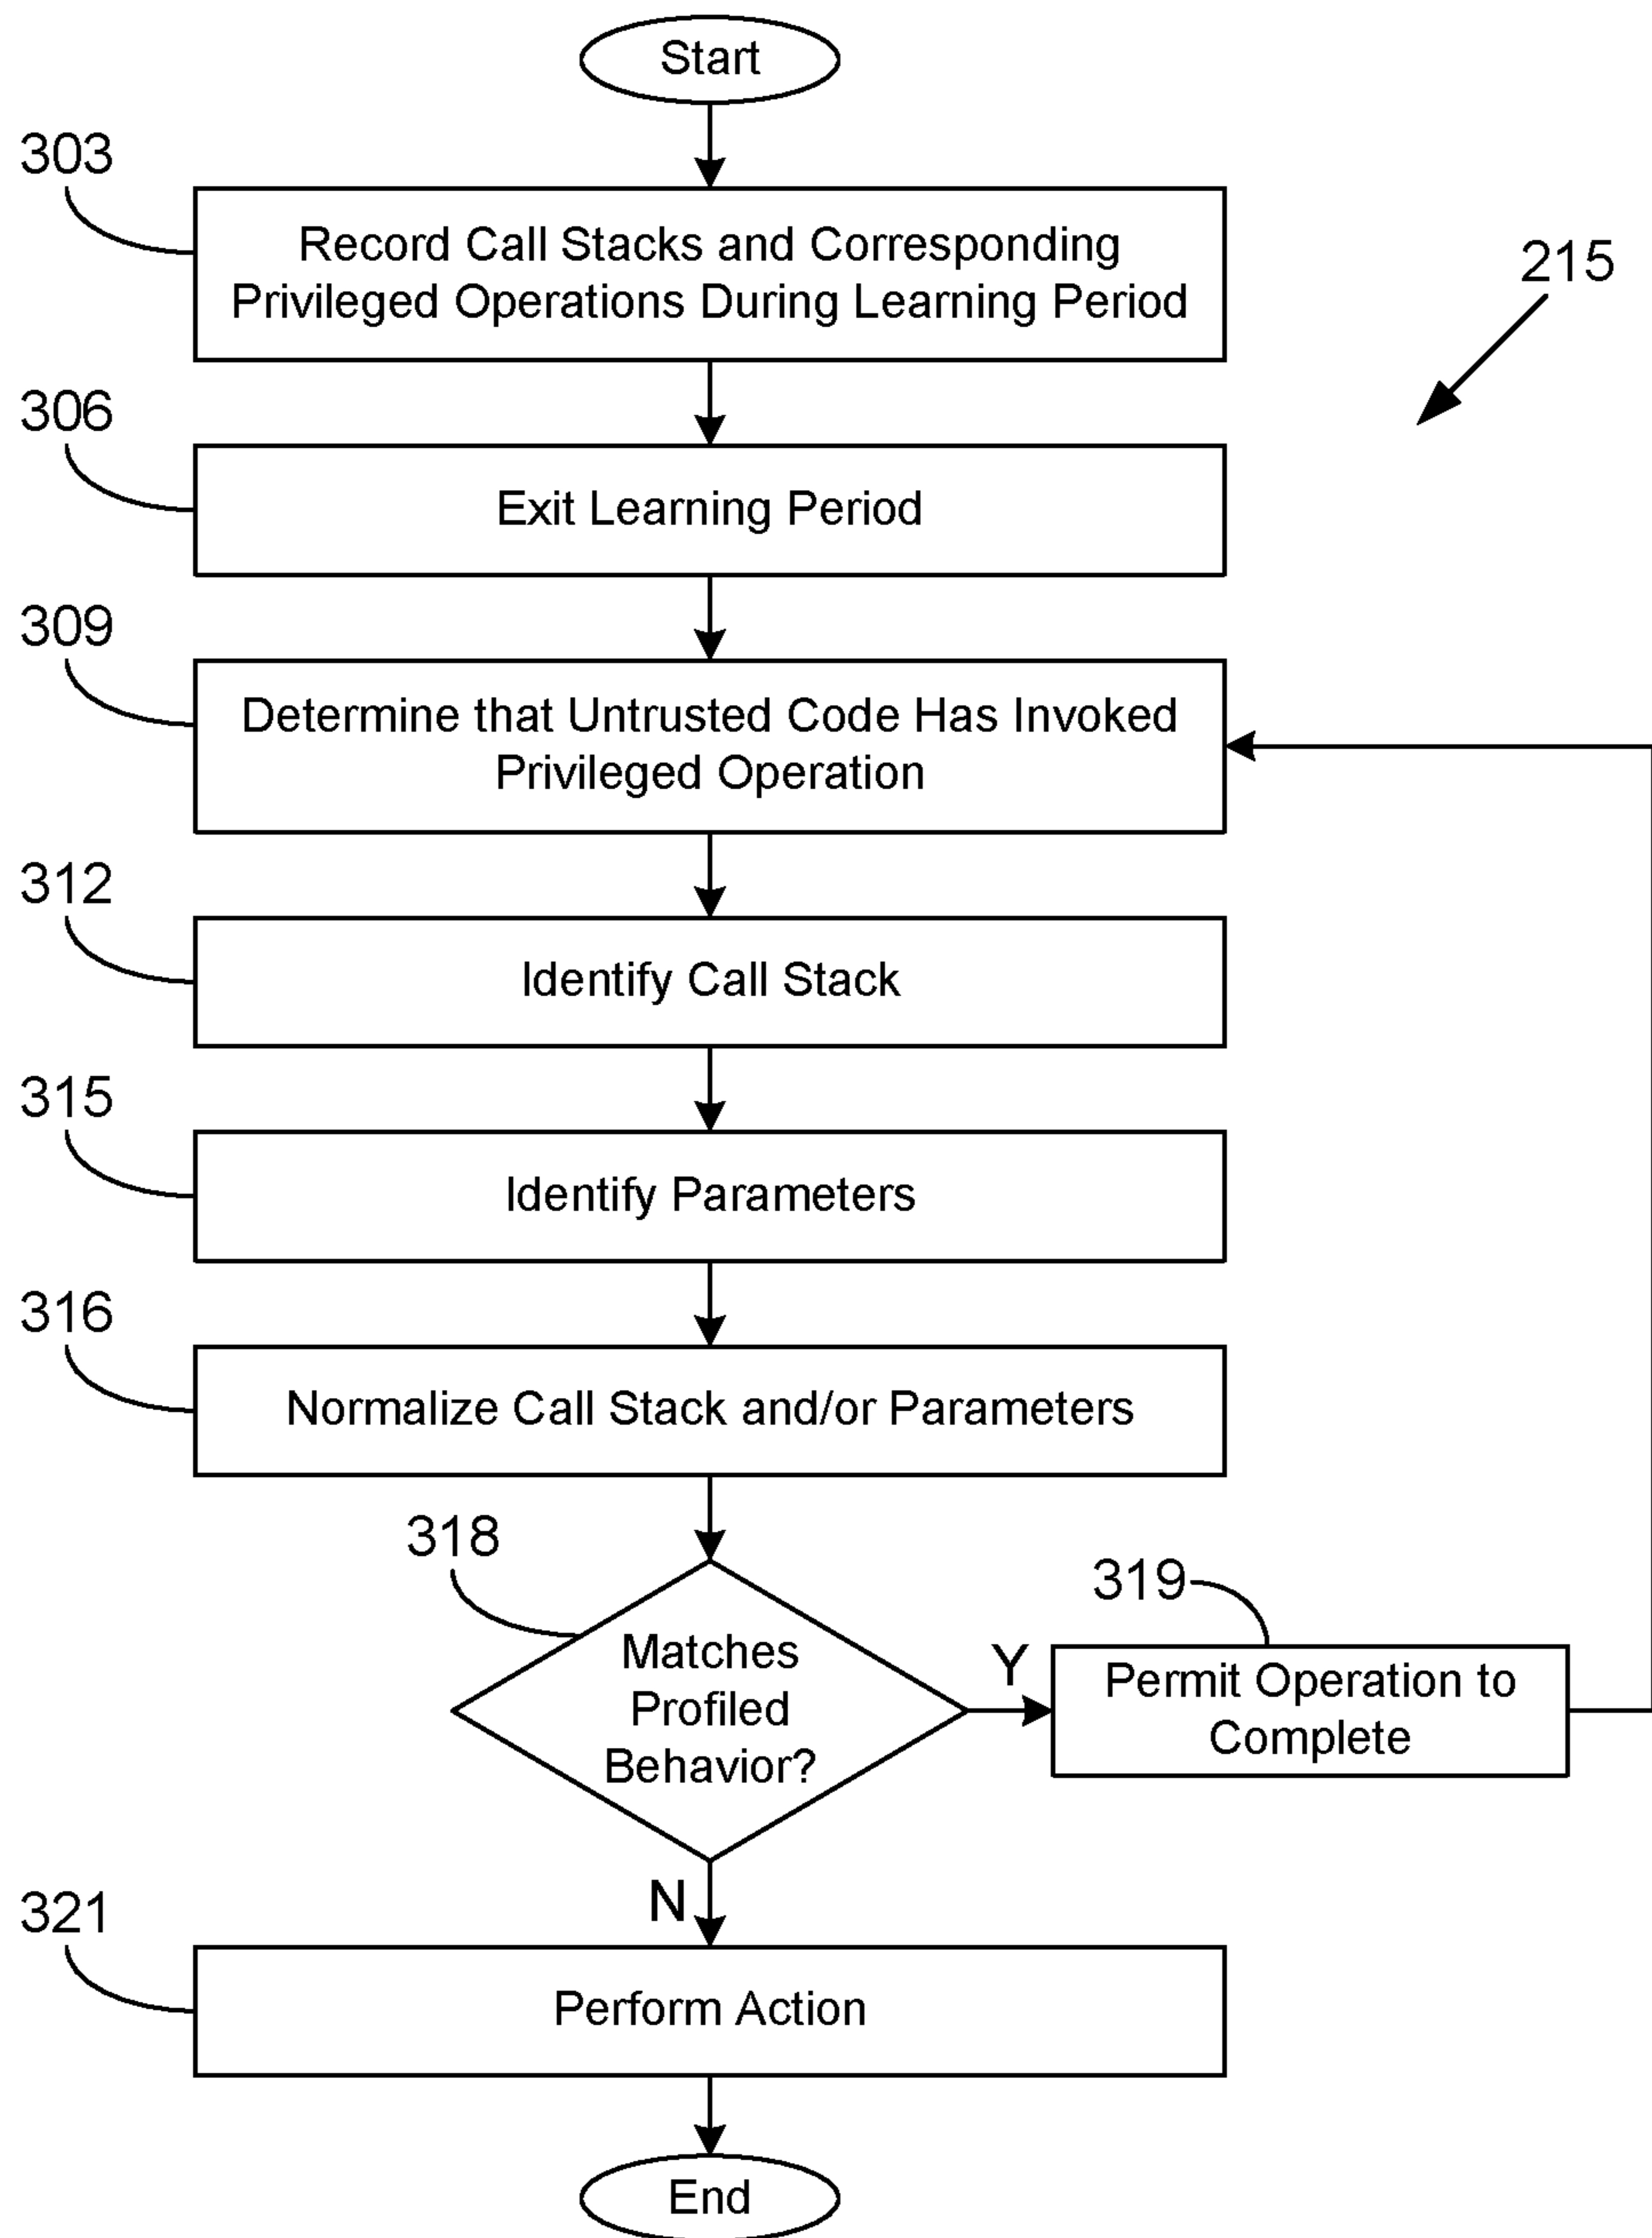 Start
303
Record Call Stacks and Corresponding
Privileged Operations During Learning Period
215
306
Exit Learning Period
309
Determine that Untrusted Code Has Invoked
Privileged Operation
312
Identify Call Stack
315
Identify Parameters
316
Normalize Call Stack and/or Parameters
318
Matches
Profiled
Behavior?
Y
319
Permit Operation to
Complete
N
321
Perform Action
End